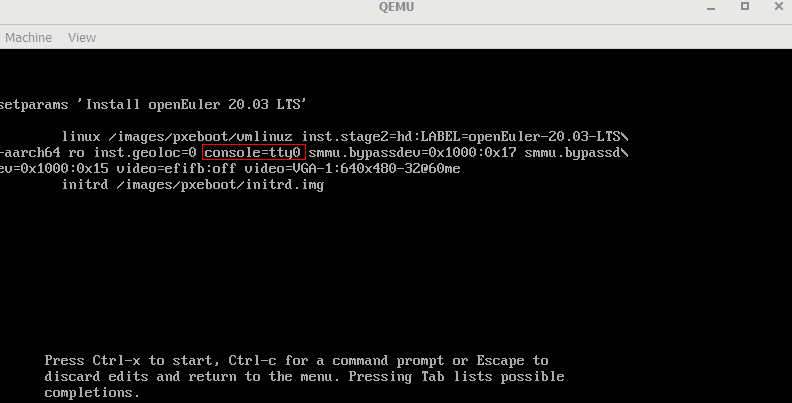 QEMU
Machine View
setparams 'Install openEuler 20.03 LTS'
linux /images/pxeboot/vmlinuz inst.stage2=hd:LABEL=openEuler-20.03-LTS\
-aarch64 ro inst.geoloc=0 console=tty0 smmu.bypassdev=0x1000:0x17 smmu.bypassd\
ev=0x1000:0x15 video=efifb:off video=VGA-1:640x480-32@60me
initrd /images/pxeboot/initrd.img
Press Ctrl-x to start, Ctrl-c for a command prompt or Escape to
discard edits and return to the menu. Pressing Tab lists possible
completions.